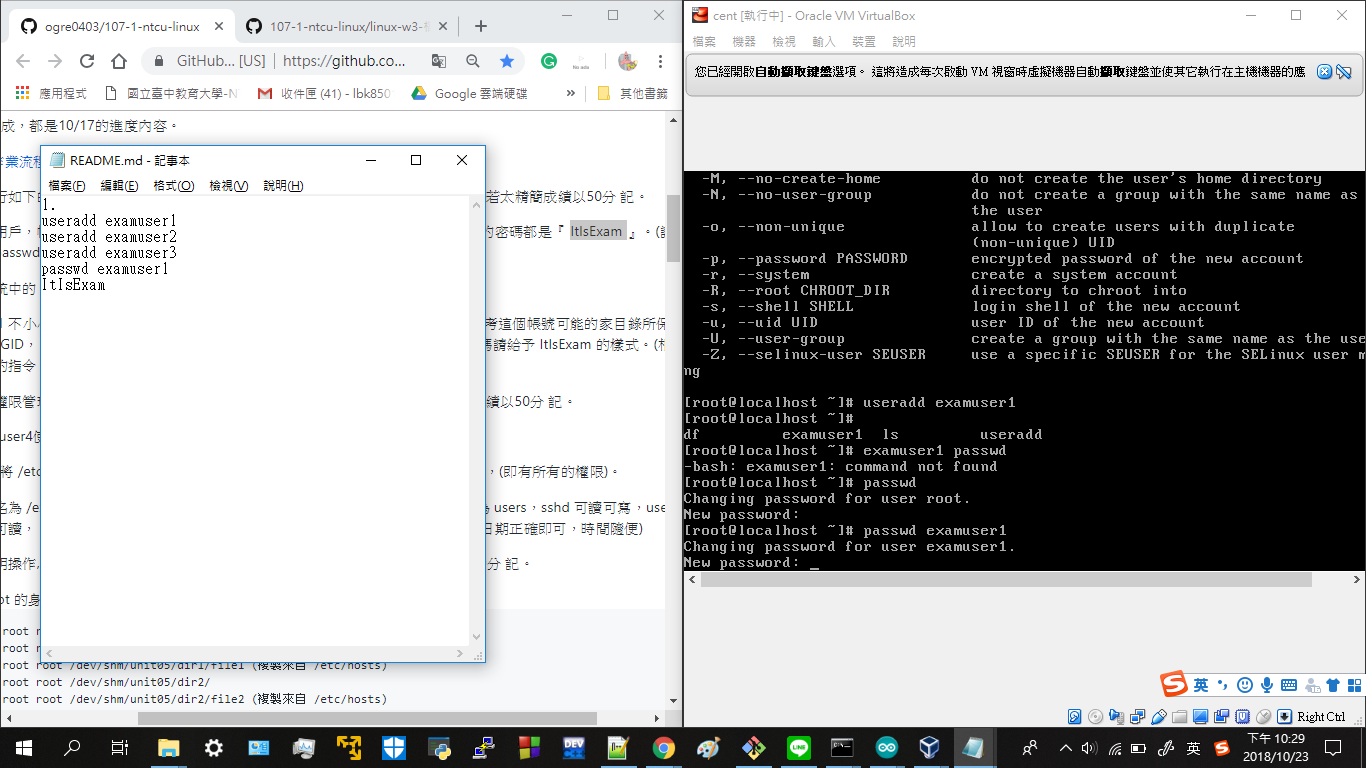 ogre0403/107-1-ntcu-linux
107-1-ntcu-linux/linux-w3-
GitHub... [US]
https://github.co...
應用程式
國立臺中教育大學-N
收件匣 (41) - lbk850
Google 雲端硬碟
»
其他書籤
成，都是10/17的進度內容。
作業流程
行如下的
若太精簡成績以50分 記。
用戶，
的密碼都是『 ItIsExam 』。(請
passwd
統中的
不小
考這個帳號可能的家目錄所保
GID，
碼請給予 ItIsExam 的樣式。(
的指令
權限管理
績以50分 記。
user4使
將 /etc
，(即有所有的權限)。
名為 /e
為 users，sshd 可讀可寫，use
可讀，
日期正確即可，時間隨便)
用操作
分 記。
ot 的身
root r
root r
root root /dev/shm/unit05/dir1/file1 (複製來自 /etc/hosts)
root root /dev/shm/unit05/dir2/
root root /dev/shm/unit05/dir2/file2 (複製來自 /etc/hosts)
README.md - 記事本
檔案(F) 編輯(E) 格式(O) 檢視(V) 說明(H)
1.
useradd examuser1
useradd examuser2
useradd examuser3
passwd examuser1
ItIsExam
cent [執行中] - Oracle VM VirtualBox
檔案 機器 檢視 輸入 裝置 說明
您已經開啟自動擷取鍵盤選項。 這將造成每次啟動 VM 視窗時虛擬機器自動擷取鍵盤並使其它執行在主機機器的應
-M, --no-create-home do not create the user's home directory
-N, --no-user-group do not create a group with the same name as
the user
-o, --non-unique allow to create users with duplicate
(non-unique) UID
-p, --password PASSWORD encrypted password of the new account
-r, --system create a system account
-R, --root CHROOT_DIR directory to chroot into
-s, --shell SHELL login shell of the new account
-u, --uid UID user ID of the new account
-U, --user-group create a group with the same name as the use
-Z, --selinux-user SEUSER use a specific SEUSER for the SELinux user m
ng
[root@localhost ~]# useradd examuser1
[root@localhost ~]#
df examuser1 ls useradd
[root@localhost ~]# examuser1 passwd
-bash: examuser1: command not found
[root@localhost ~]# passwd
Changing password for user root.
New password:
[root@localhost ~]# passwd examuser1
Changing password for user examuser1.
New password: _
英
Right Ctrl
英
下午 10:29
2018/10/23